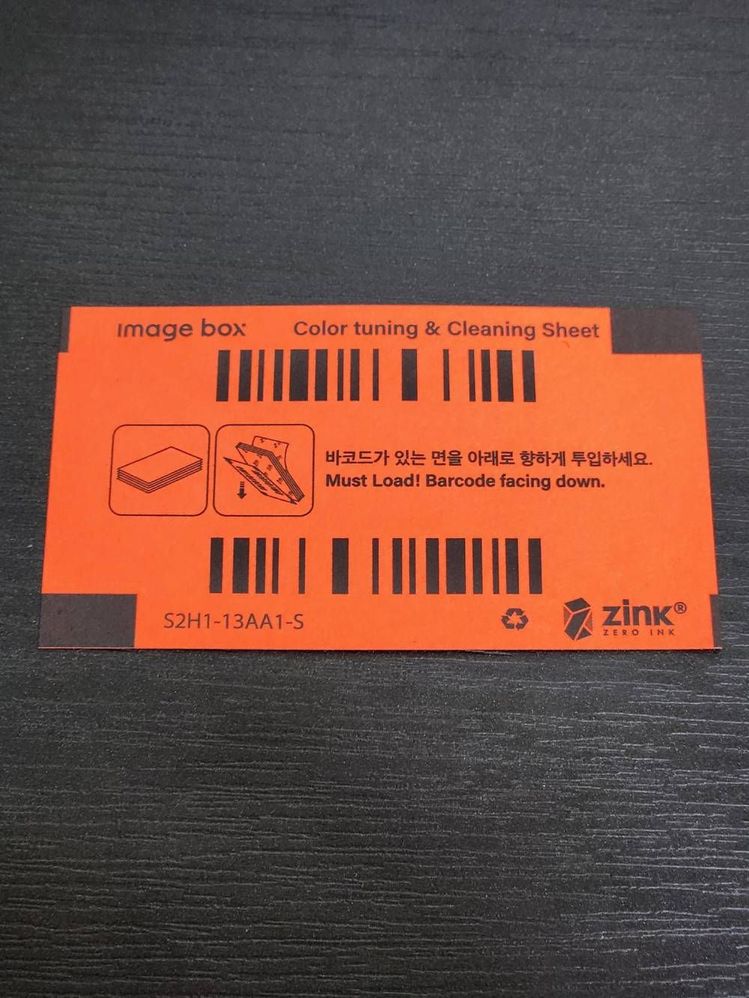 image box
Color tuning & Cleaning Sheet
바코드가 있는 면을 아래로 향하게 투입하세요.
Must Load! Barcode facing down.
S2H1-13AA1-S
zink®
ZERO INK